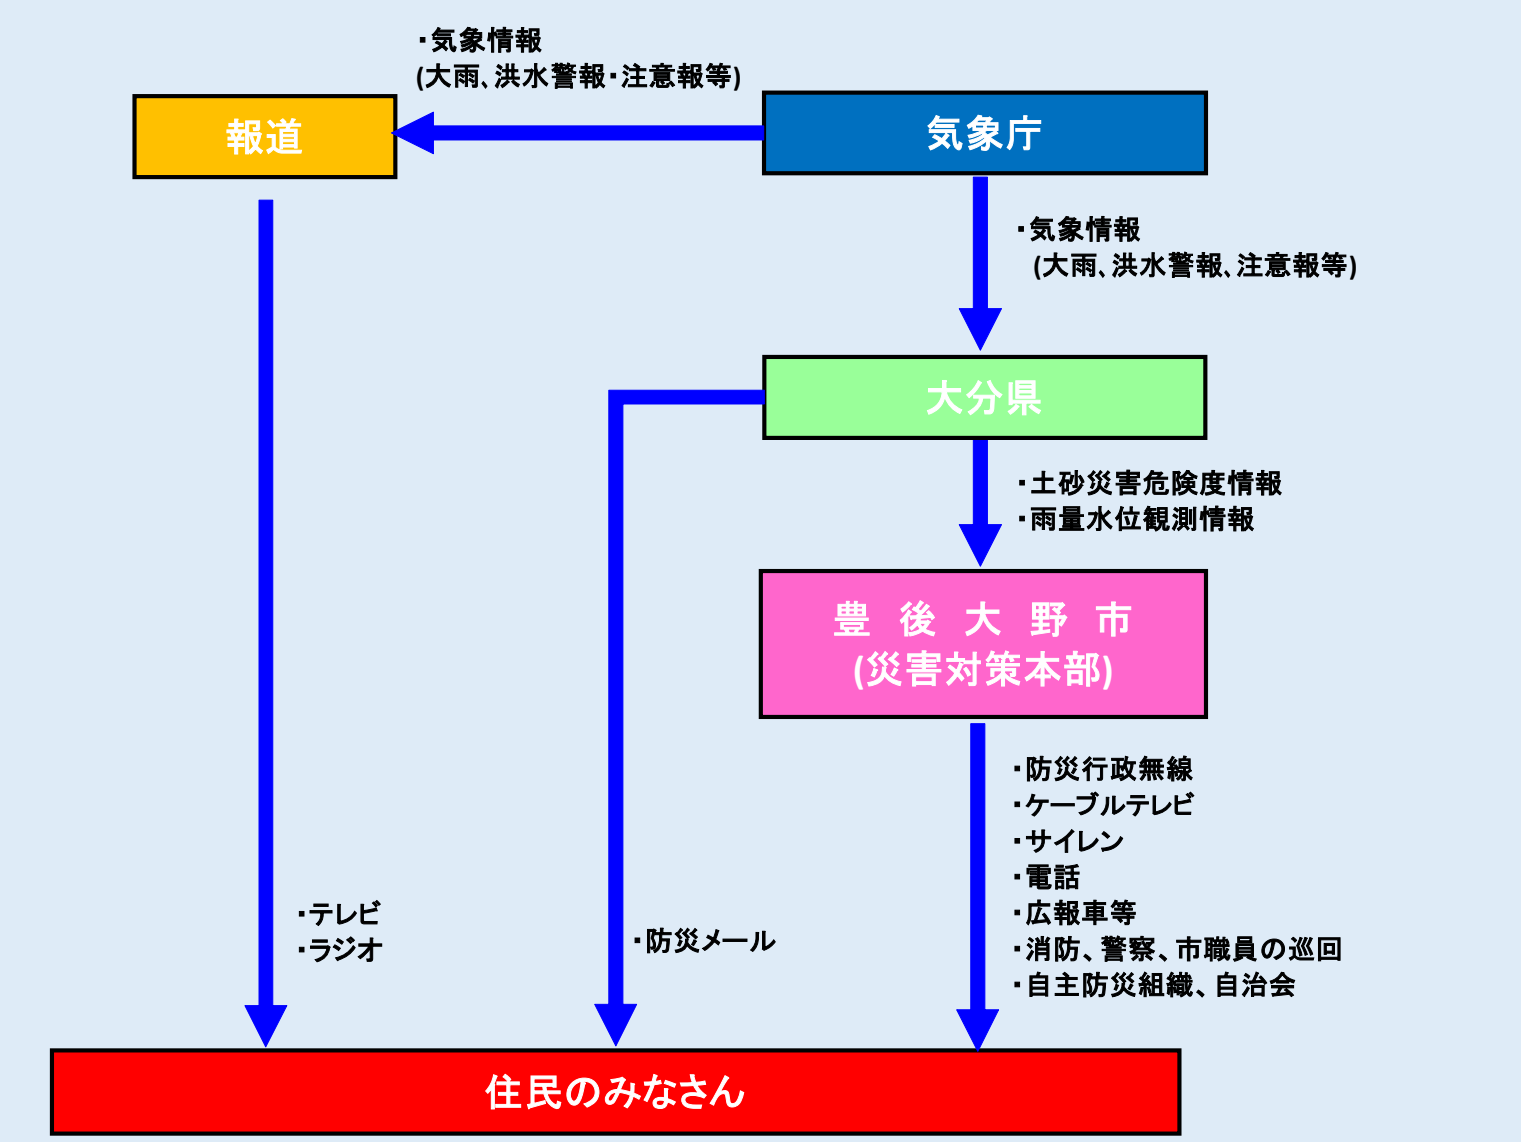 ・気象情報
(大雨、洪水警報・注意報等)
報道
気象庁
・気象情報
(大雨、洪水警報、注意報等)
大分県
・土砂災害危険度情報
・雨量水位観測情報
豊　後　大　野　市
(災害対策本部)
・防災行政無線
・ケーブルテレビ
・サイレン
・電話
・広報車等
・消防、警察、市職員の巡回
・自主防災組織、自治会
・テレビ
・ラジオ
・防災メール
住民のみなさん